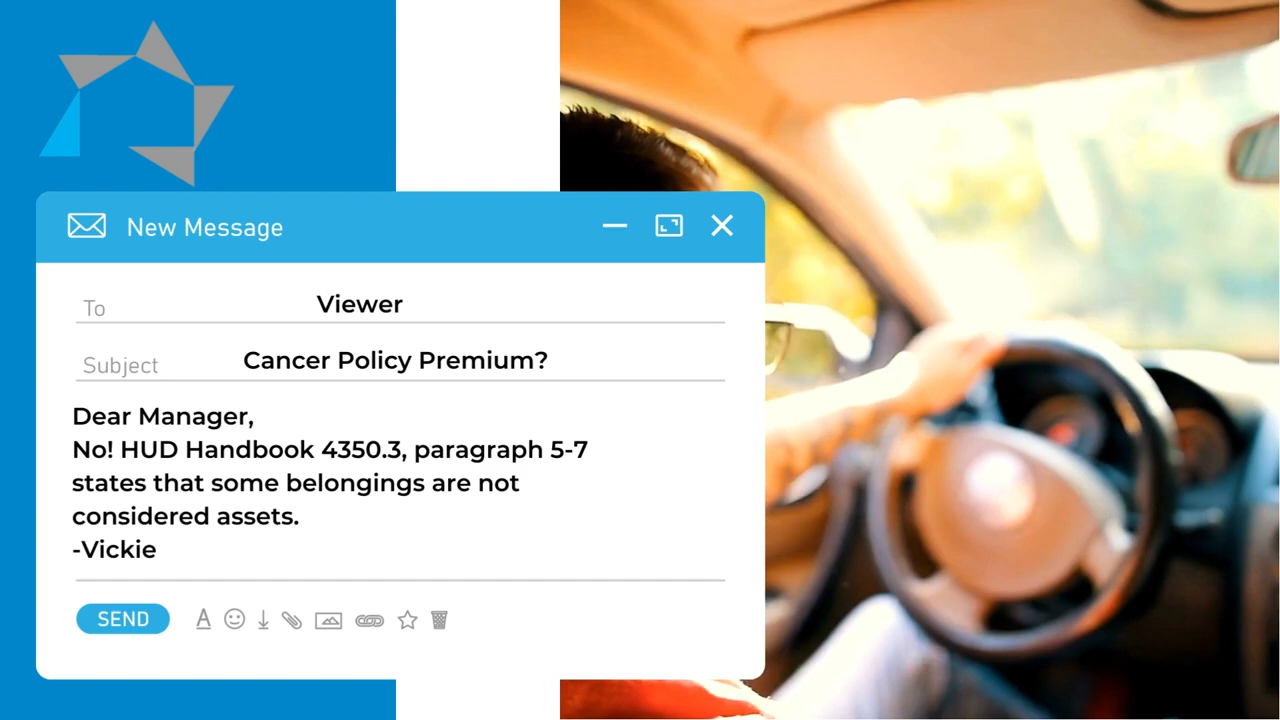 New Message
To Viewer
Subject Cancer Policy Premium?
Dear Manager,
No! HUD Handbook 4350.3, paragraph 5-7
states that some belongings are not
considered assets.
-Vickie
SEND A